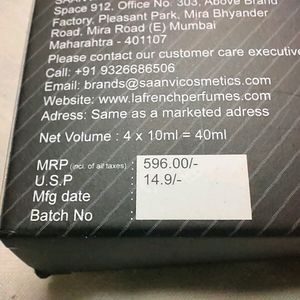 Space 912, Office No. 303, Above Brand
Factory, Pleasant Park, Mira Bhyander
Road, Mira Road (E) Mumbai
Maharahtra - 401107
Please contact our customer care executive
Call: +91 9326686506
Email: brands@saanvicosmetics.com
Website: www.lafrenchperfumes.com
Adress: Same as a marketed adress
Net Volume : 4 x 10ml = 40ml
MRP (incl. of all taxes) : 596.00/-
U.S.P : 14.9/-
Mfg date :
Batch No :